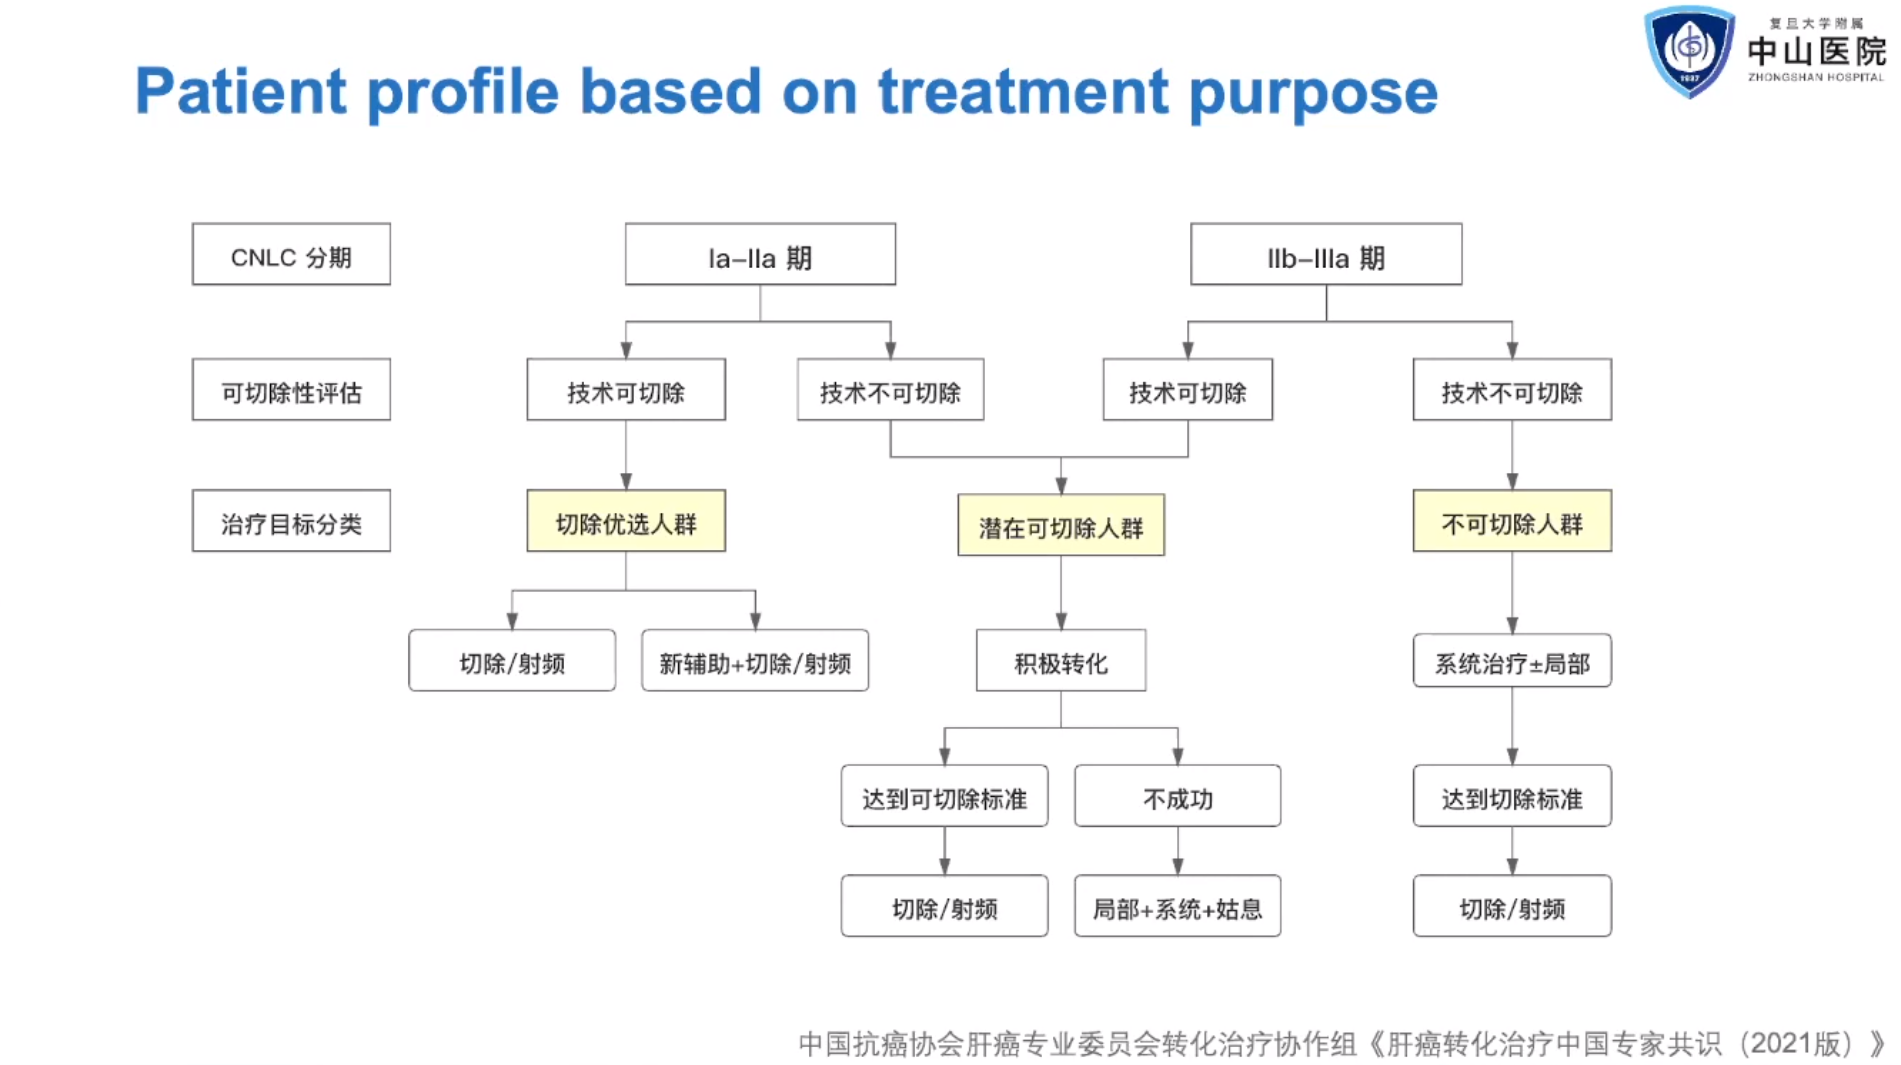 复旦大学附属
中山医院
ZHONGSHAN HOSPITAL
1937
Patient profile based on treatment purpose
CNLC 分期
Ia–IIa 期
IIb–IIIa 期
可切除性评估
技术可切除
技术不可切除
技术可切除
技术不可切除
治疗目标分类
切除优选人群
潜在可切除人群
不可切除人群
切除/射频
新辅助+切除/射频
积极转化
系统治疗±局部
达到可切除标准
不成功
达到切除标准
切除/射频
局部+系统+姑息
切除/射频
中国抗癌协会肝癌专业委员会转化治疗协作组《肝癌转化治疗中国专家共识（2021版）》